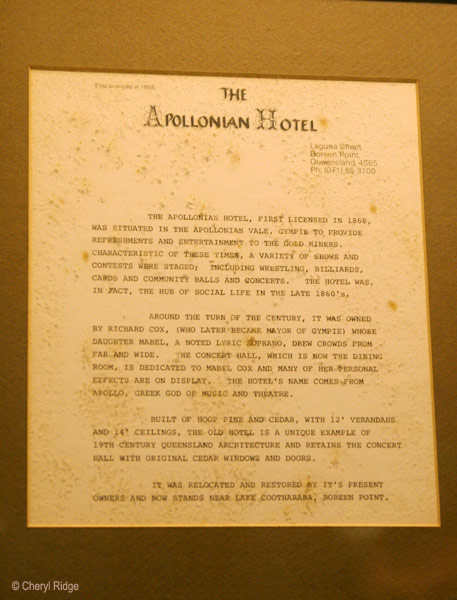 First licensed in 1868
THE
APOLLONIAN HOTEL
Laguna Street
Boreen Point,
Queensland, 4565
Ph: (071) 85 3100
THE APOLLONIAN HOTEL, FIRST LICENSED IN 1868,
WAS SITUATED IN THE APOLLONIAN VALE, GYMPIE TO PROVIDE
REFRESHMENTS AND ENTERTAINMENT TO THE GOLD MINERS.
CHARACTERISTIC OF THESE TIMES, A VARIETY OF SHOWS AND
CONTESTS WERE STAGED; INCLUDING WRESTLING, BILLIARDS,
CARDS AND COMMUNITY BALLS AND CONCERTS. THE HOTEL WAS,
IN FACT, THE HUB OF SOCIAL LIFE IN THE LATE 1860's.
AROUND THE TURN OF THE CENTURY, IT WAS OWNED
BY RICHARD COX, (WHO LATER BECAME MAYOR OF GYMPIE) WHOSE
DAUGHTER MABEL, A NOTED LYRIC SOPRANO, DREW CROWDS FROM
FAR AND WIDE. HE CONCERT HALL, WHICH IS NOW THE DINING
ROOM, IS DEDICATED TO MABEL COX AND MANY OF HER PERSONAL
EFFECTS ARE ON DISPLAY. THE HOTEL'S NAME COMES FROM
APOLLO, GREEK GOD OF MUSIC AND THEATRE.
BUILT OF HOOP PINE AND CEDAR, WITH 12' VERANDAHS
AND 14' CEILINGS, THE OLD HOTEL IS A UNIQUE EXAMPLE OF
19TH CENTURY QUEENSLAND ARCHITECTURE AND RETAINS THE CONCERT
HALL WITH ORIGINAL CEDAR WINDOWS AND DOORS.
IT WAS RELOCATED AND RESTORED BY IT'S PRESENT
OWNERS AND NOW STANDS NEAR LAKE COOTHARABA, BOREEN POINT.
© Cheryl Ridge